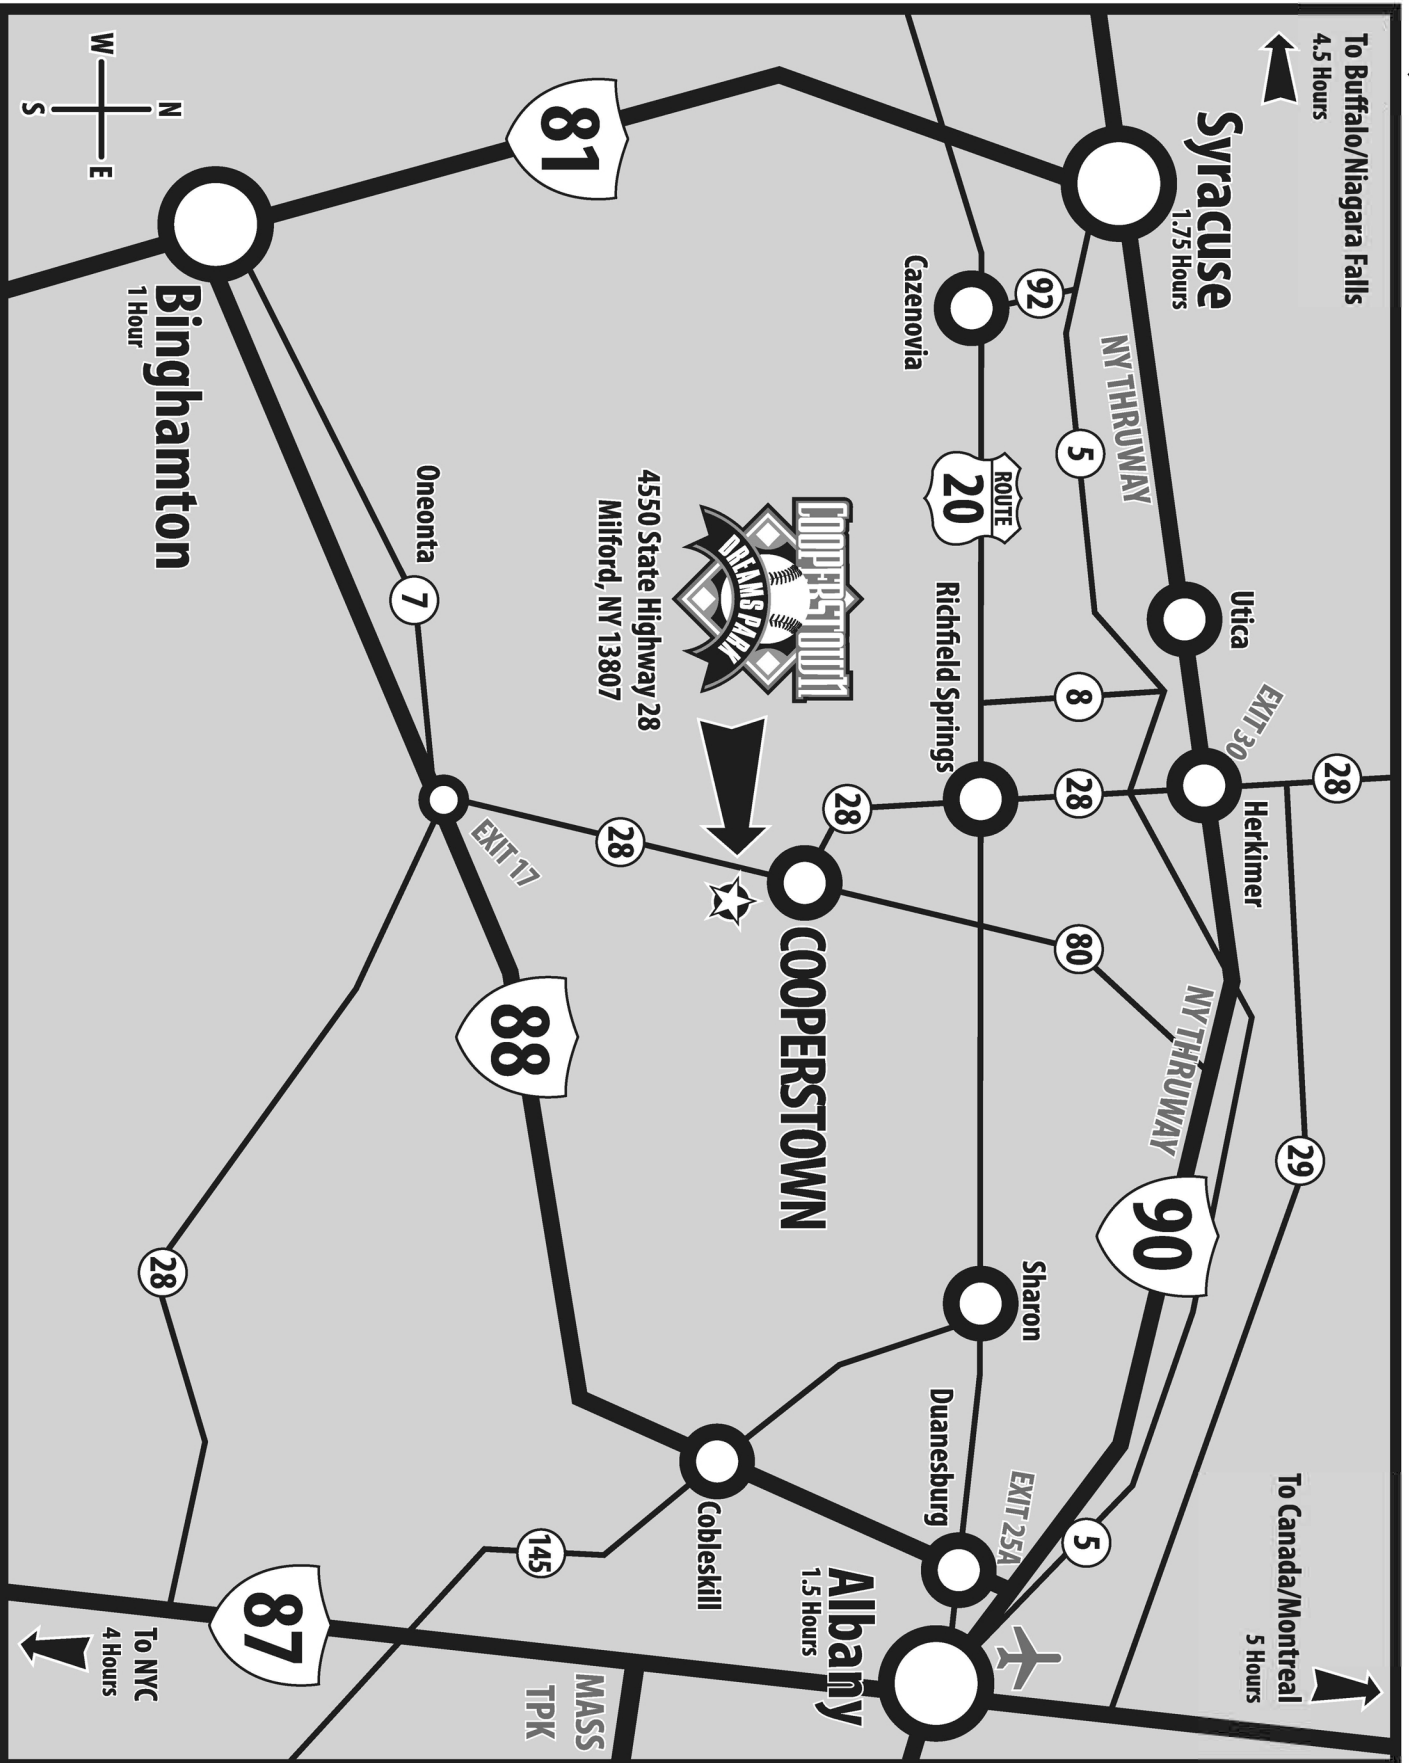 To Buffalo/Niagara Falls
4.5 Hours
Syracuse
1.75 Hours
NY THRUWAY
Utica
EXIT 30
Herkimer
28
29
NY THRUWAY
90
To Canada/Montreal
5 Hours
92
5
8
28
80
5
EXIT 25A
Cazenovia
ROUTE
20
Richfield Springs
Sharon
Duanesburg
Albany
1.5 Hours
28
COOPERSTOWN
COOPERSTOWN
DREAMS PARK
4550 State Highway 28
Milford, NY 13807
81
28
Cobleskill
145
MASS
TPK
Oneonta
7
EXIT 17
88
Binghamton
1 Hour
28
87
To NYC
4 Hours
N
W
E
S